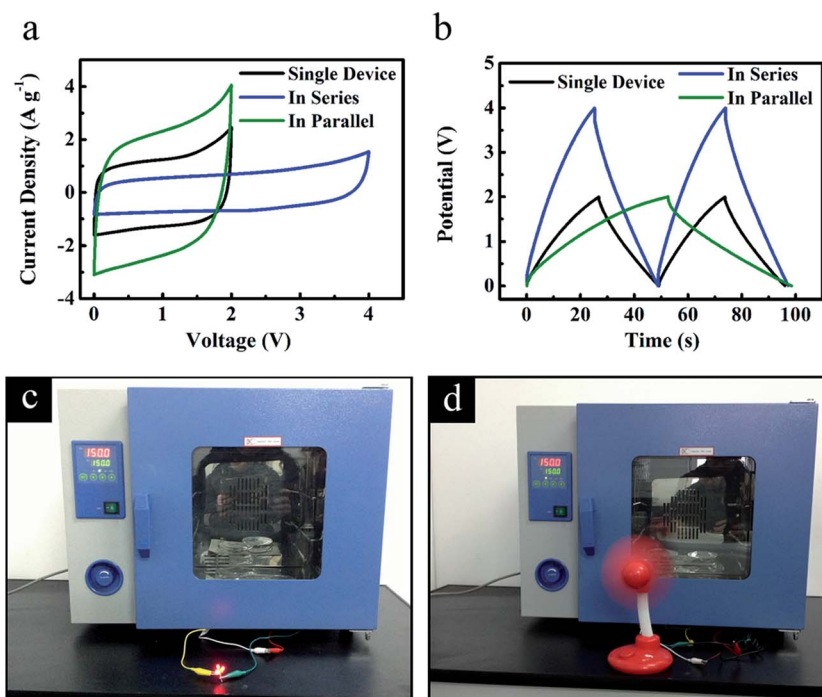 a
Single Device
In Series
In Parallel
Current Density (A g⁻¹)
4
2
0
-2
-4
0 1 2 3 4
Voltage (V)
b
Single Device
In Series
In Parallel
Potential (V)
5
4
3
2
1
0
0 20 40 60 80 100
Time (s)
c
150.0
150.0
d
150.0
150.0